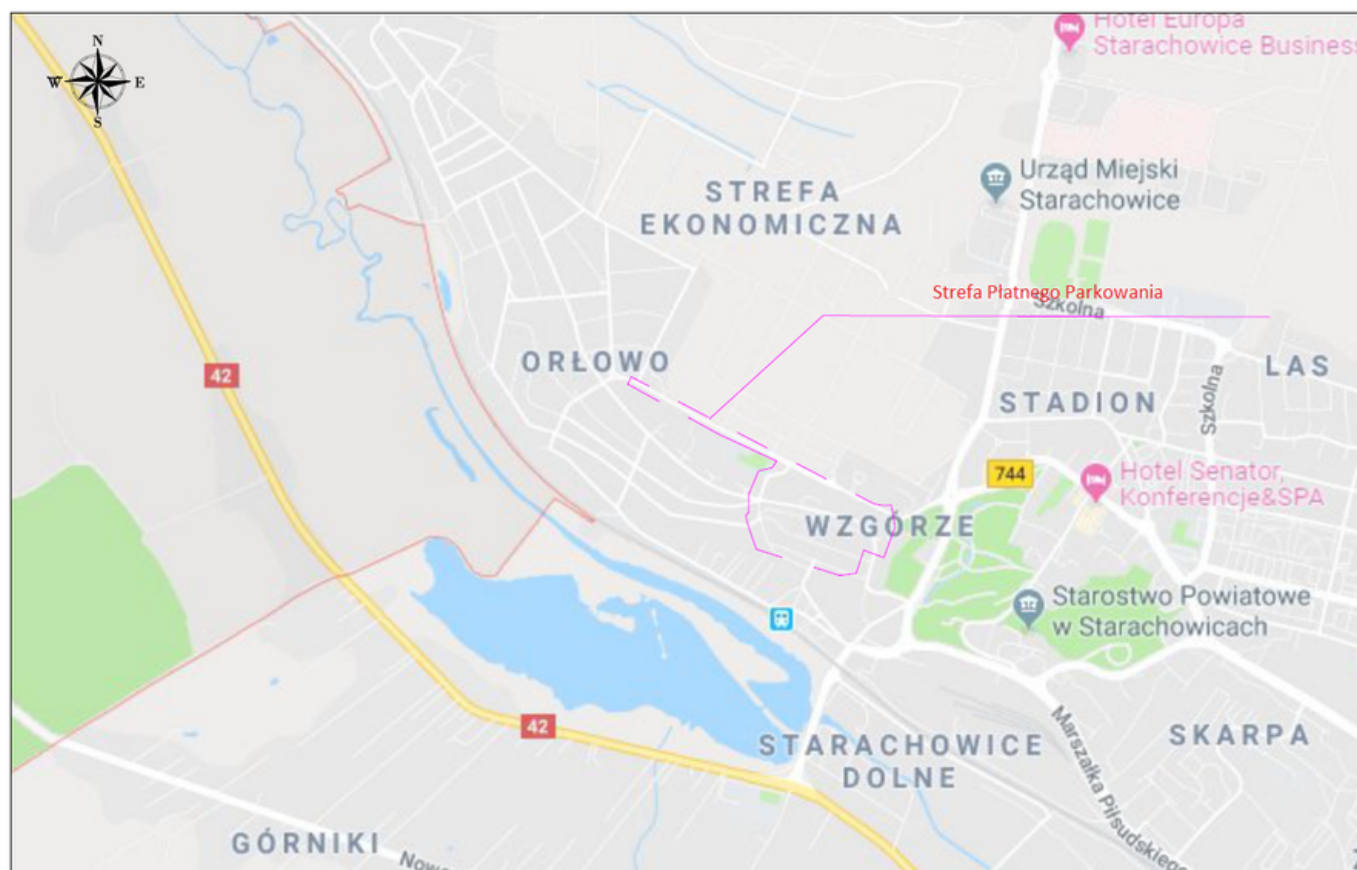 N
W
E
S
Hotel Europa
Starachowice Business
Urząd Miejski
Starachowice
STREFA
EKONOMICZNA
Strefa Płatnego Parkowania
Szkolna
ORŁOWO
42
LAS
STADION
Szkolna
744
Hotel Senator,
Konferencje&SPA
WZGÓRZE
Starostwo Powiatowe
w Starachowicach
42
STARACHOWICE
DOLNE
SKARPA
Marszałka Piłsudskiego
GÓRNIKI